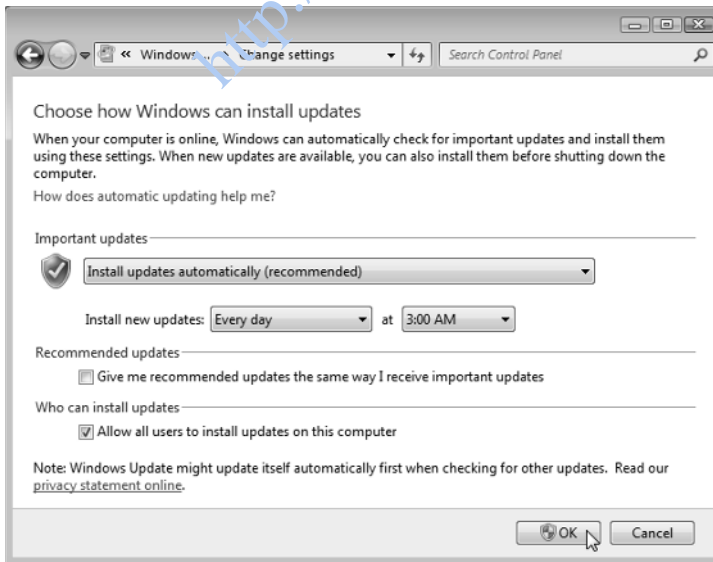 http:
« Windows ... Change settings
Search Control Panel
Choose how Windows can install updates
When your computer is online, Windows can automatically check for important updates and install them
using these settings. When new updates are available, you can also install them before shutting down the
computer.
How does automatic updating help me?
Important updates
Install updates automatically (recommended)
Install new updates: Every day at 3:00 AM
Recommended updates
Give me recommended updates the same way I receive important updates
Who can install updates
Allow all users to install updates on this computer
Note: Windows Update might update itself automatically first when checking for other updates. Read our
privacy statement online.
OK Cancel